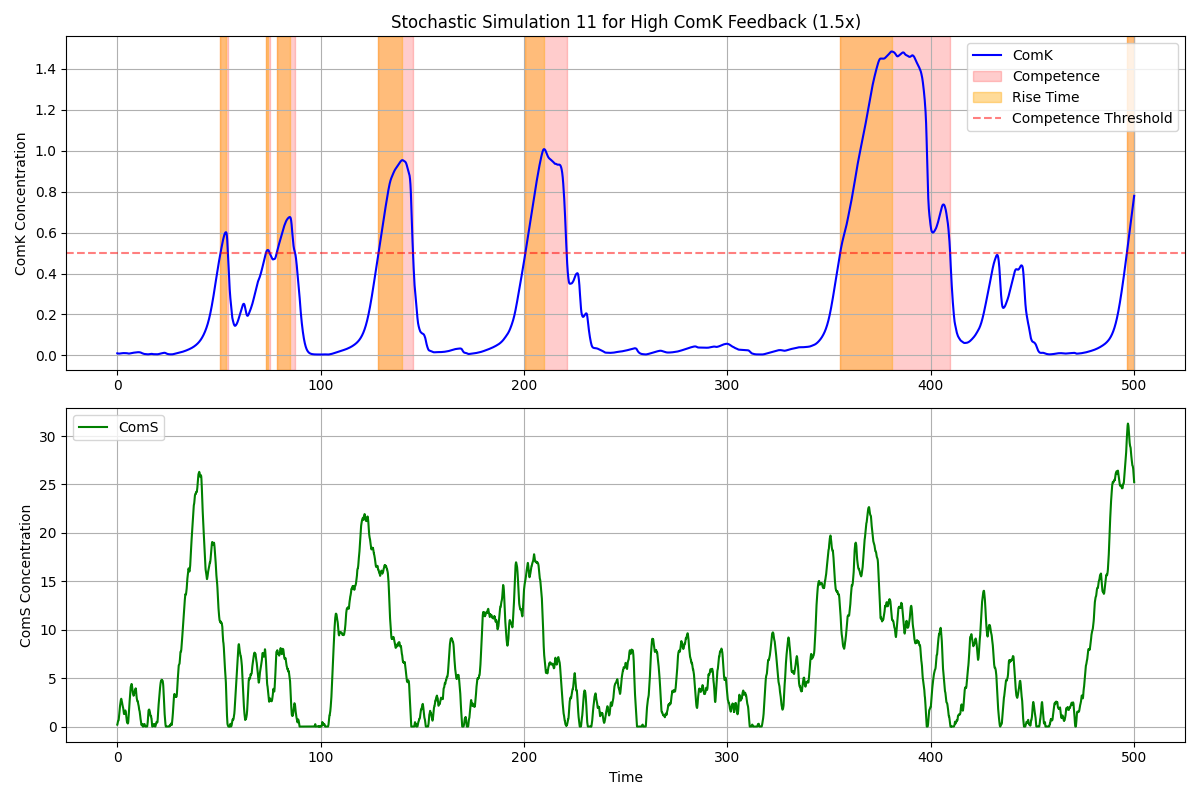 Stochastic Simulation 11 for High ComK Feedback (1.5x)
ComK Concentration
1.4
1.2
1.0
0.8
0.6
0.4
0.2
0.0
ComK
Competence
Rise Time
Competence Threshold
0 100 200 300 400 500
ComS Concentration
30
25
20
15
10
5
0
ComS
0 100 200 300 400 500
Time